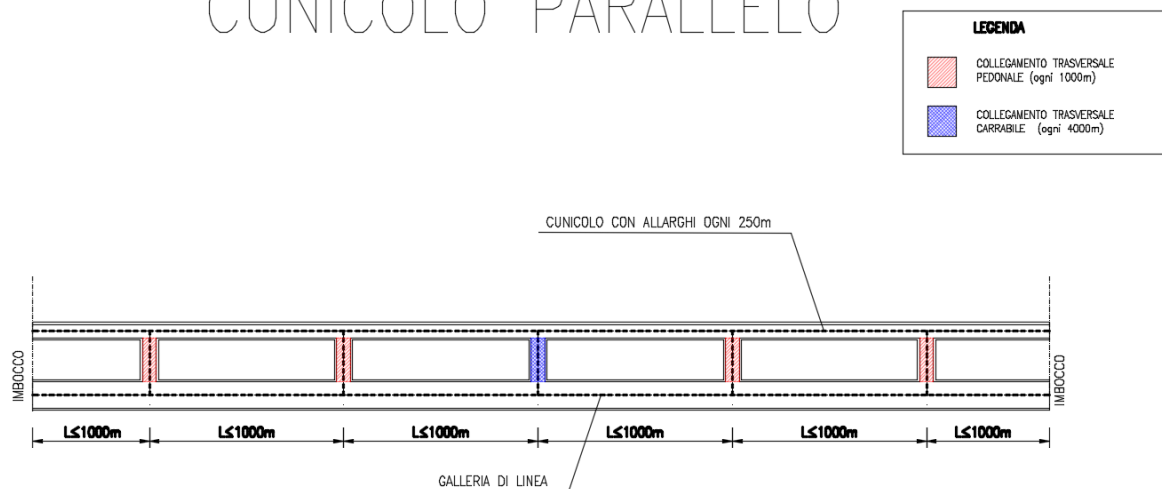 CUNICOLO PARALLELO
LEGENDA
COLLEGAMENTO TRASVERSALE
PEDONALE (ogni 1000m)
COLLEGAMENTO TRASVERSALE
CARRABILE (ogni 4000m)
CUNICOLO CON ALLARGHI OGNI 250m
IMBOCCO
IMBOCCO
L≤1000m L≤1000m L≤1000m L≤1000m L≤1000m L≤1000m
GALLERIA DI LINEA